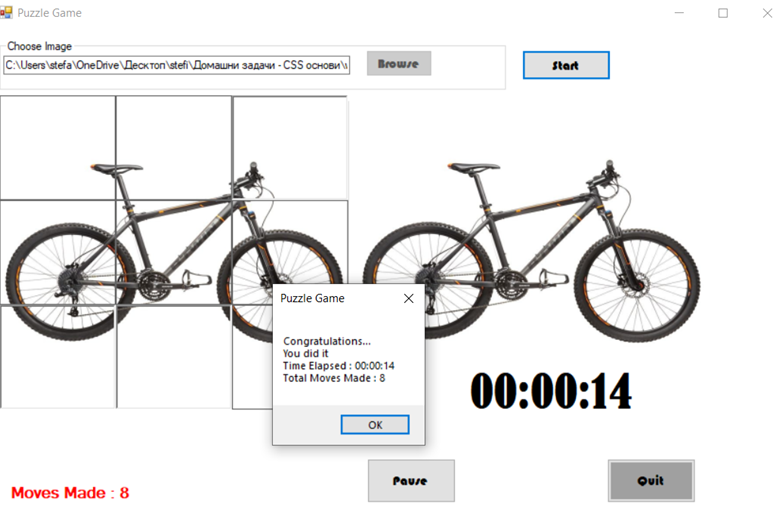 Puzzle Game
Choose Image
C:\Users\stefa\OneDrive\Десктоп\stefi\Домашни задачи - CSS основи\
Browse
Start
Puzzle Game
Congratulations...
You did it
Time Elapsed : 00:00:14
Total Moves Made : 8
OK
00:00:14
Moves Made : 8
Pause
Quit